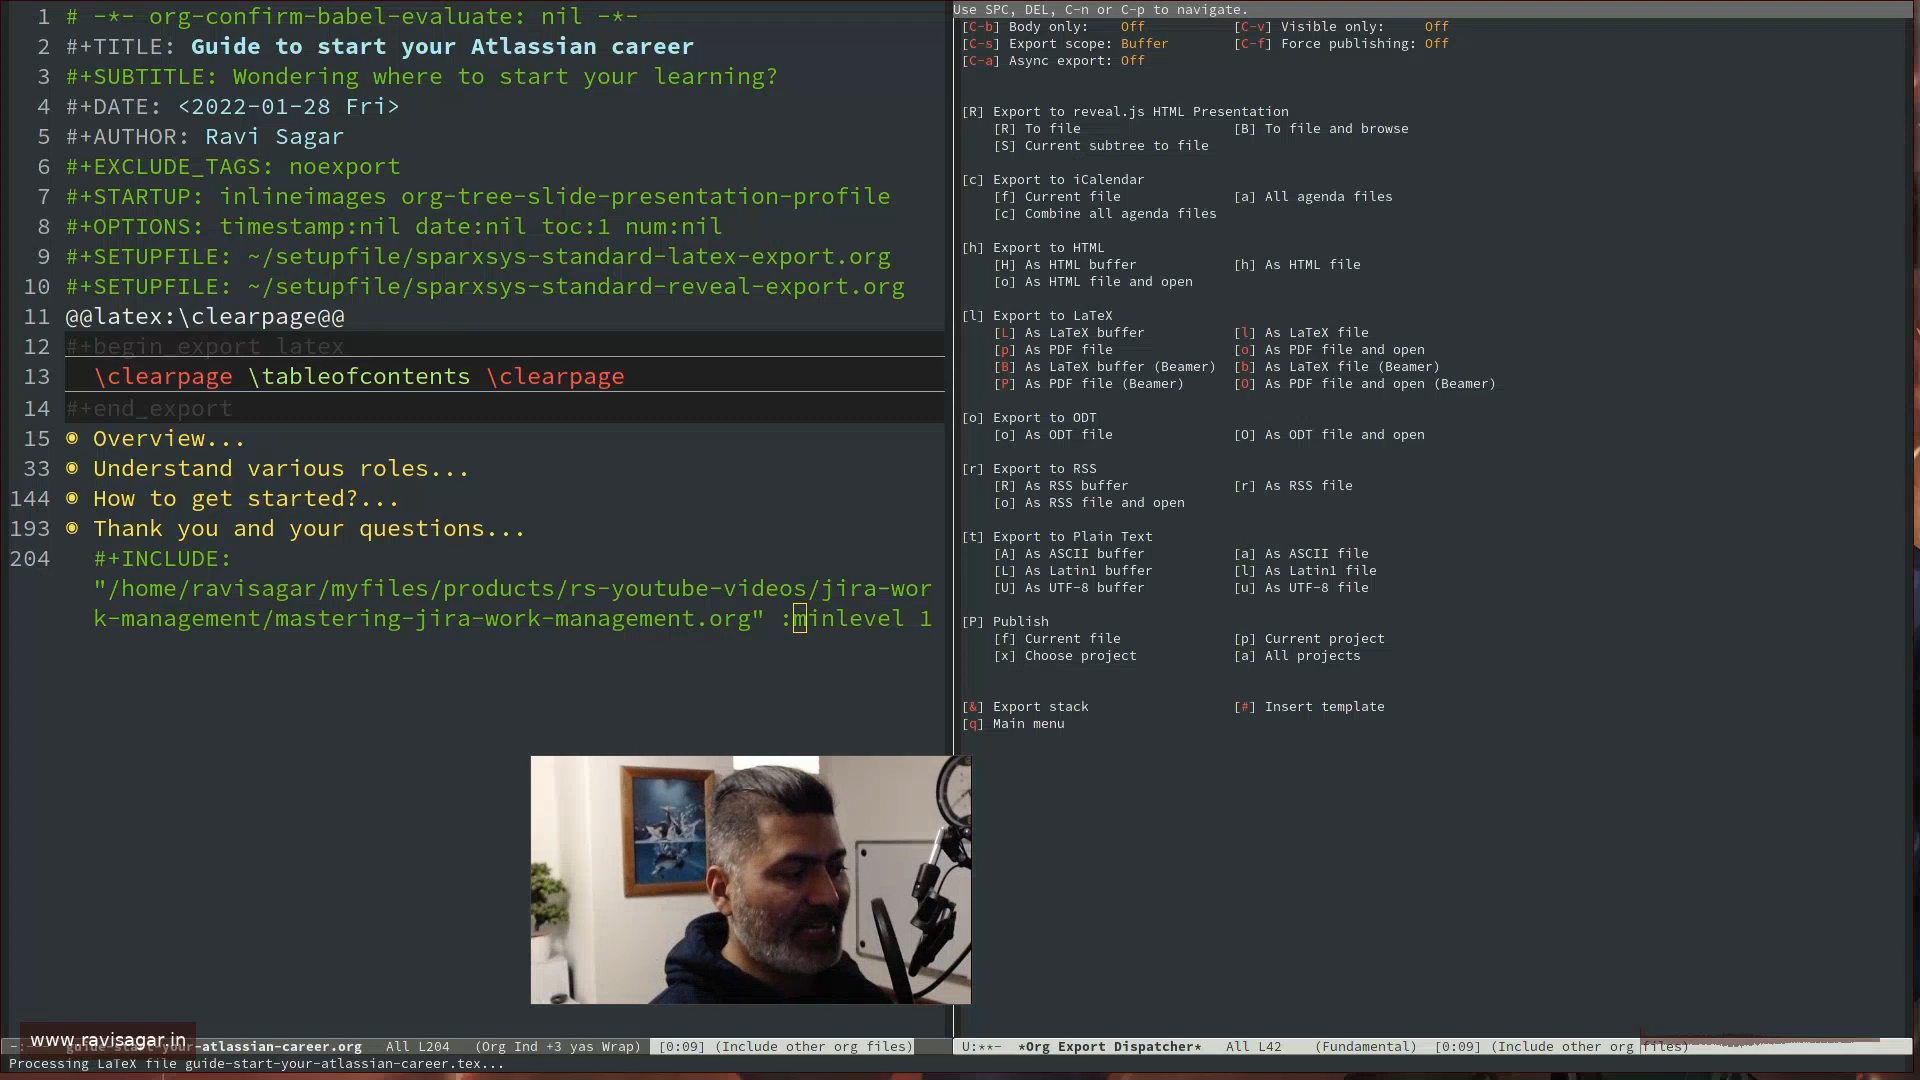 1 # -*- org-confirm-babel-evaluate: nil -*-
2 #+TITLE: Guide to start your Atlassian career
3 #+SUBTITLE: Wondering where to start your learning?
4 #+DATE: <2022-01-28 Fri>
5 #+AUTHOR: Ravi Sagar
6 #+EXCLUDE_TAGS: noexport
7 #+STARTUP: inlineimages org-tree-slide-presentation-profile
8 #+OPTIONS: timestamp:nil date:nil toc:1 num:nil
9 #+SETUPFILE: ~/setupfile/sparxsys-standard-latex-export.org
10 #+SETUPFILE: ~/setupfile/sparxsys-standard-reveal-export.org
11 @@latex:\clearpage@@
12 #+begin_export latex
13 \clearpage \tableofcontents \clearpage
14 #+end_export
15 ◉ Overview...
33 ◉ Understand various roles...
144 ◉ How to get started?...
193 ◉ Thank you and your questions...
204 #+INCLUDE:
"/home/ravisagar/myfiles/products/rs-youtube-videos/jira-wor
k-management/mastering-jira-work-management.org" :minlevel 1
Use SPC, DEL, C-n or C-p to navigate.
[C-b] Body only: Off [C-v] Visible only: Off
[C-s] Export scope: Buffer [C-f] Force publishing: Off
[C-a] Async export: Off
[R] Export to reveal.js HTML Presentation
[R] To file [B] To file and browse
[S] Current subtree to file
[c] Export to iCalendar
[f] Current file [a] All agenda files
[c] Combine all agenda files
[h] Export to HTML
[H] As HTML buffer [h] As HTML file
[o] As HTML file and open
[l] Export to LaTeX
[L] As LaTeX buffer [l] As LaTeX file
[p] As PDF file [o] As PDF file and open
[B] As LaTeX buffer (Beamer) [b] As LaTeX file (Beamer)
[P] As PDF file (Beamer) [O] As PDF file and open (Beamer)
[o] Export to ODT
[o] As ODT file [O] As ODT file and open
[r] Export to RSS
[R] As RSS buffer [r] As RSS file
[o] As RSS file and open
[t] Export to Plain Text
[A] As ASCII buffer [a] As ASCII file
[L] As Latin1 buffer [l] As Latin1 file
[U] As UTF-8 buffer [u] As UTF-8 file
[P] Publish
[f] Current file [p] Current project
[x] Choose project [a] All projects
[&] Export stack [#] Insert template
[q] Main menu
www.ravisagar.in
guide-start-your-atlassian-career.org All L204 (Org Ind +3 yas Wrap) [0:09] (Include other org files)
U:**- *Org Export Dispatcher* All L42 (Fundamental) [0:09] (Include other org files)
Processing LaTeX file guide-start-your-atlassian-career.tex...